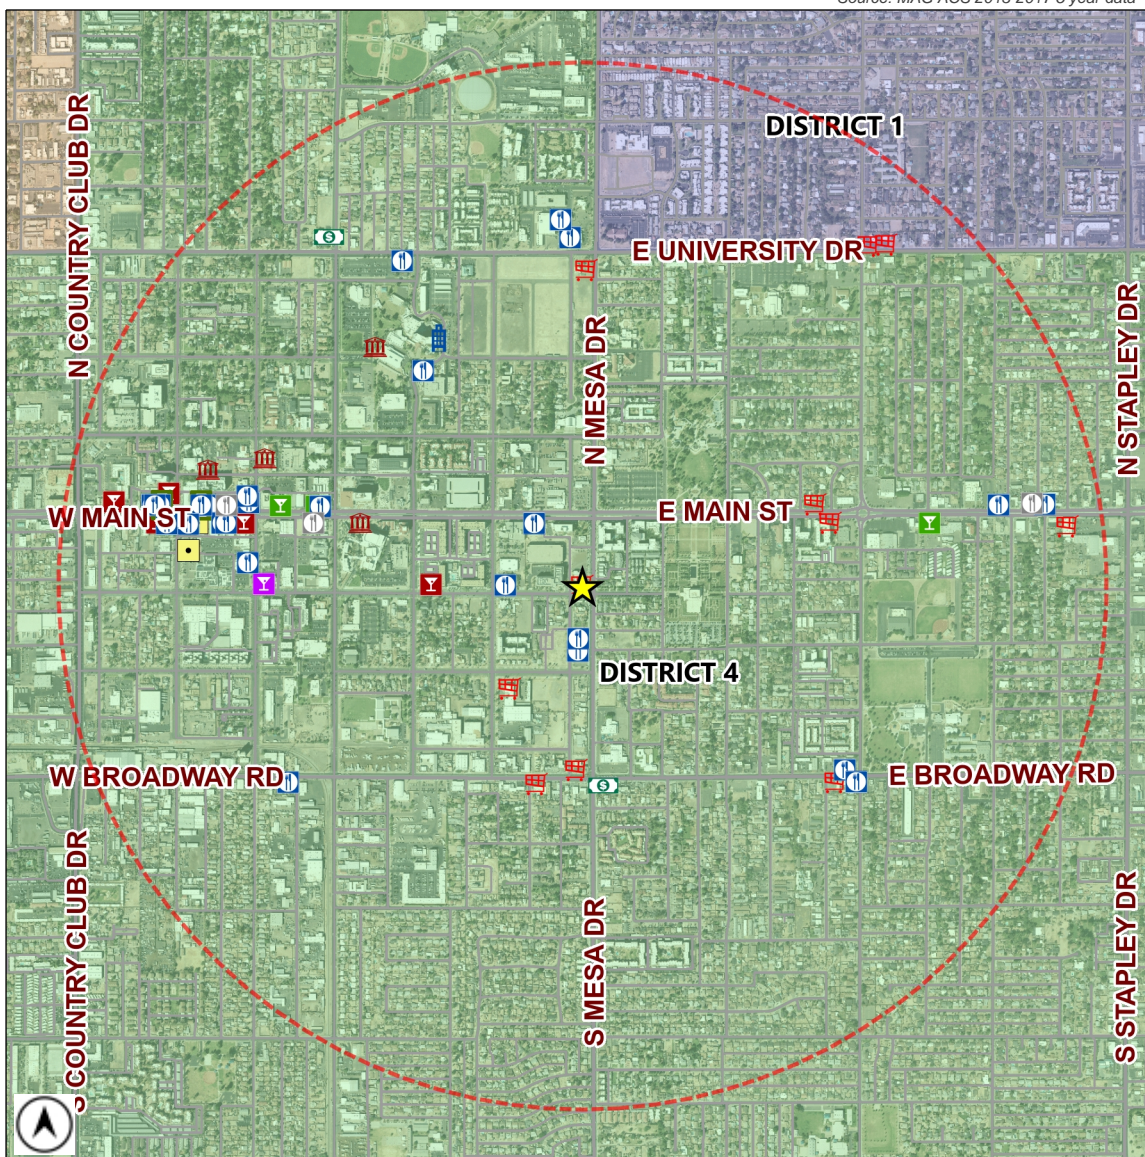 DISTRICT 1
N COUNTRY CLUB DR
E UNIVERSITY DR
N MESA DR
N STAPLEY DR
W MAIN ST
E MAIN ST
DISTRICT 4
W BROADWAY RD
E BROADWAY RD
S COUNTRY CLUB DR
S MESA DR
S STAPLEY DR